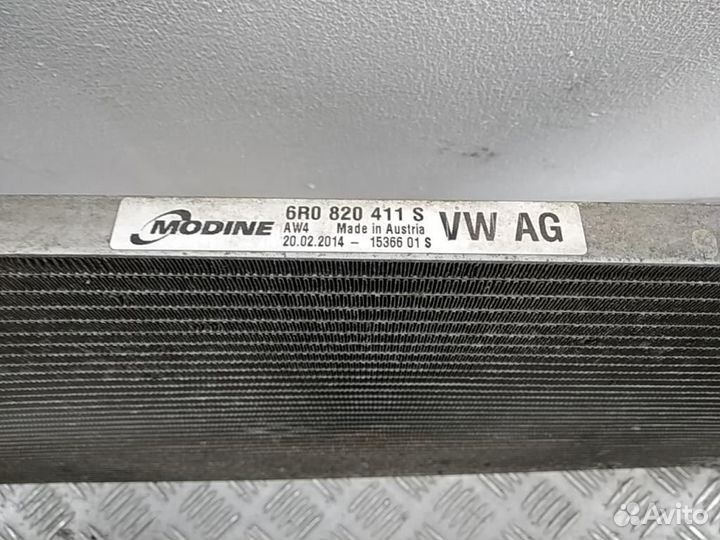 MODINE
6R0 820 411 S
AW4 Made in Austria
20.02.2014 – 15366 01 S
VW AG
Avito